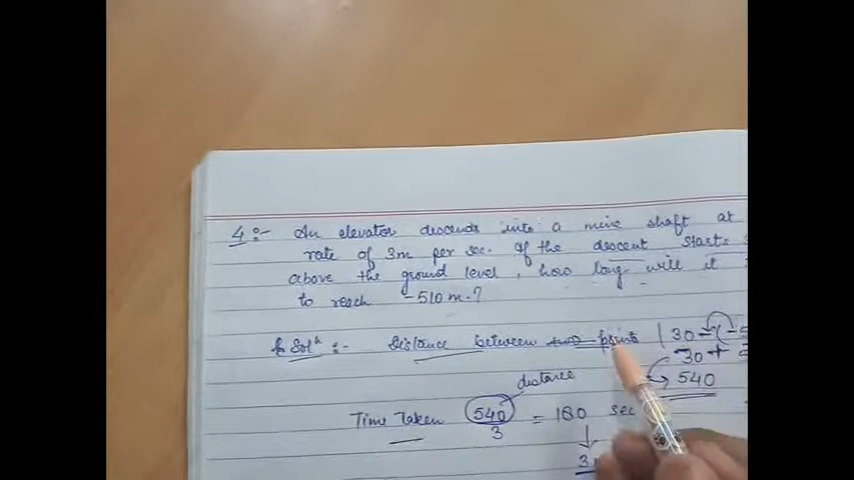 4:- An elevator descends into a mine shaft at
rate of 3m per sec. If the descent starts
above the ground level, how long will it
to reach -510 m.?
Solⁿ :- Distance between two points | 30 - (-5
30 +
distance
540
Time Taken 540/3 = 180 sec
3